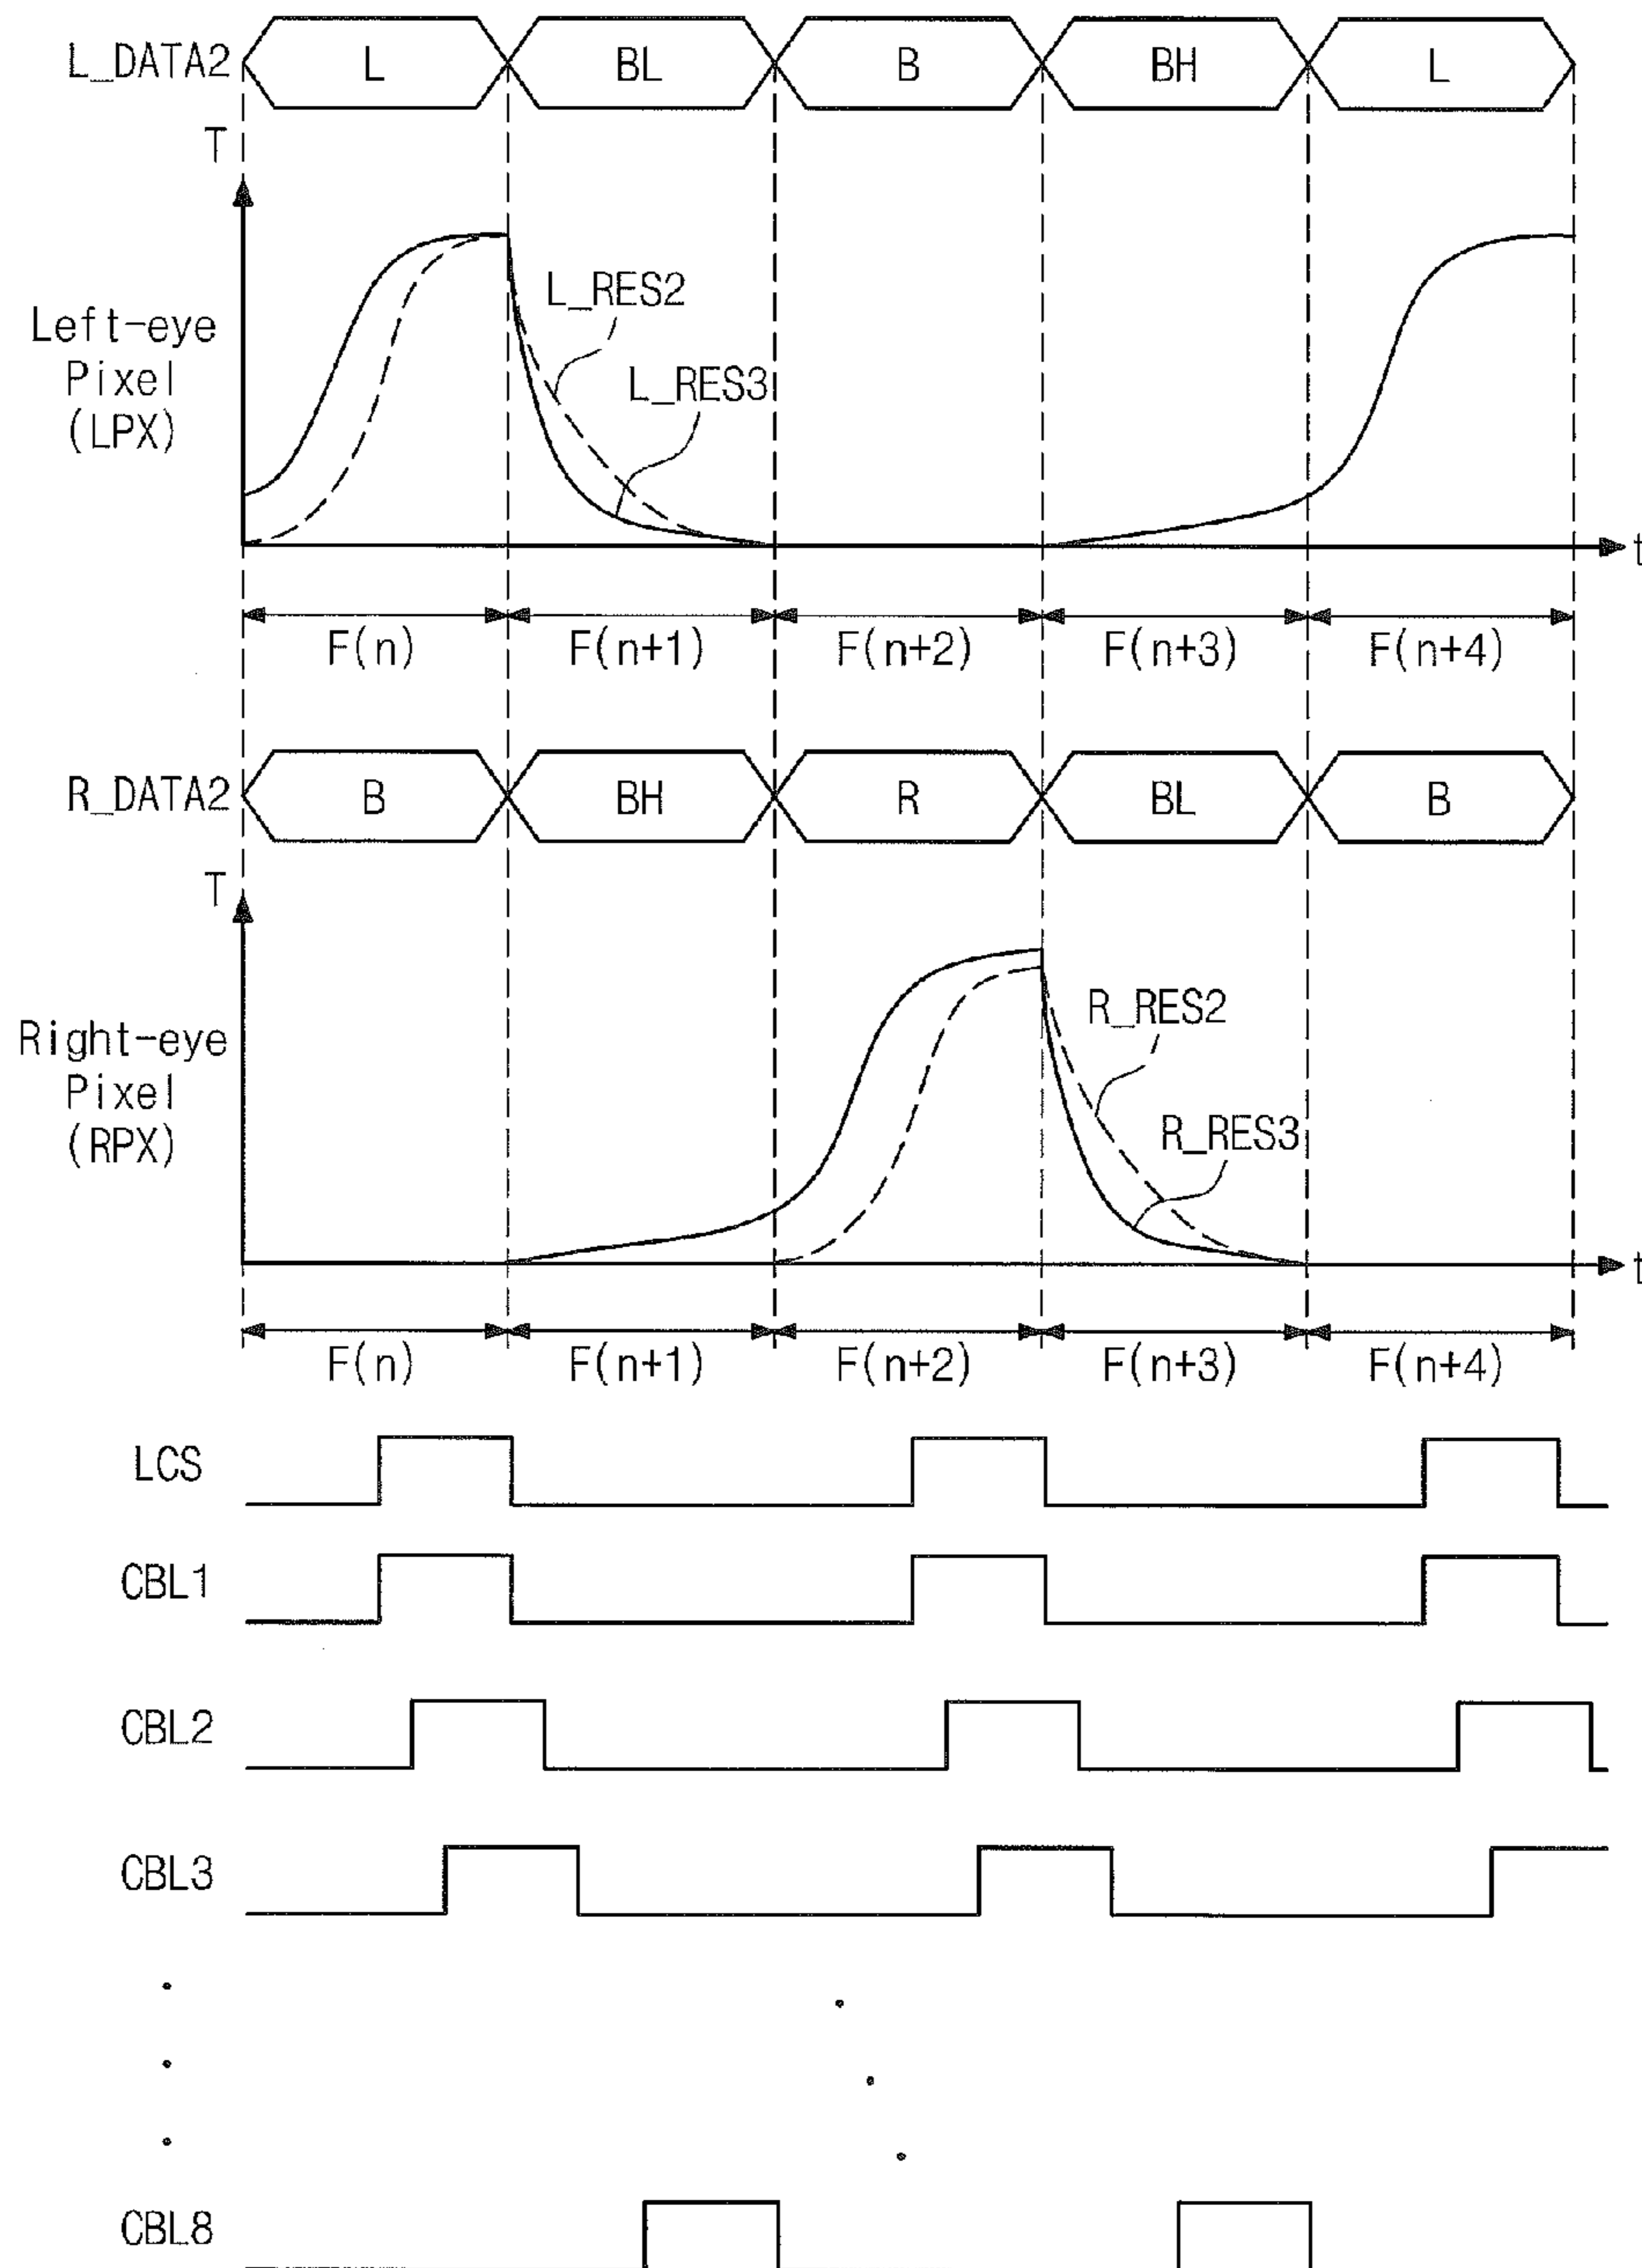 L_DATA2 L BL B BH L
T
L_RES2
L_RES3
Left-eye
Pixel
(LPX)
t
F(n) F(n+1) F(n+2) F(n+3) F(n+4)
R_DATA2 B BH R BL B
T
R_RES2
R_RES3
Right-eye
Pixel
(RPX)
t
F(n) F(n+1) F(n+2) F(n+3) F(n+4)
LCS
CBL1
CBL2
CBL3
CBL8